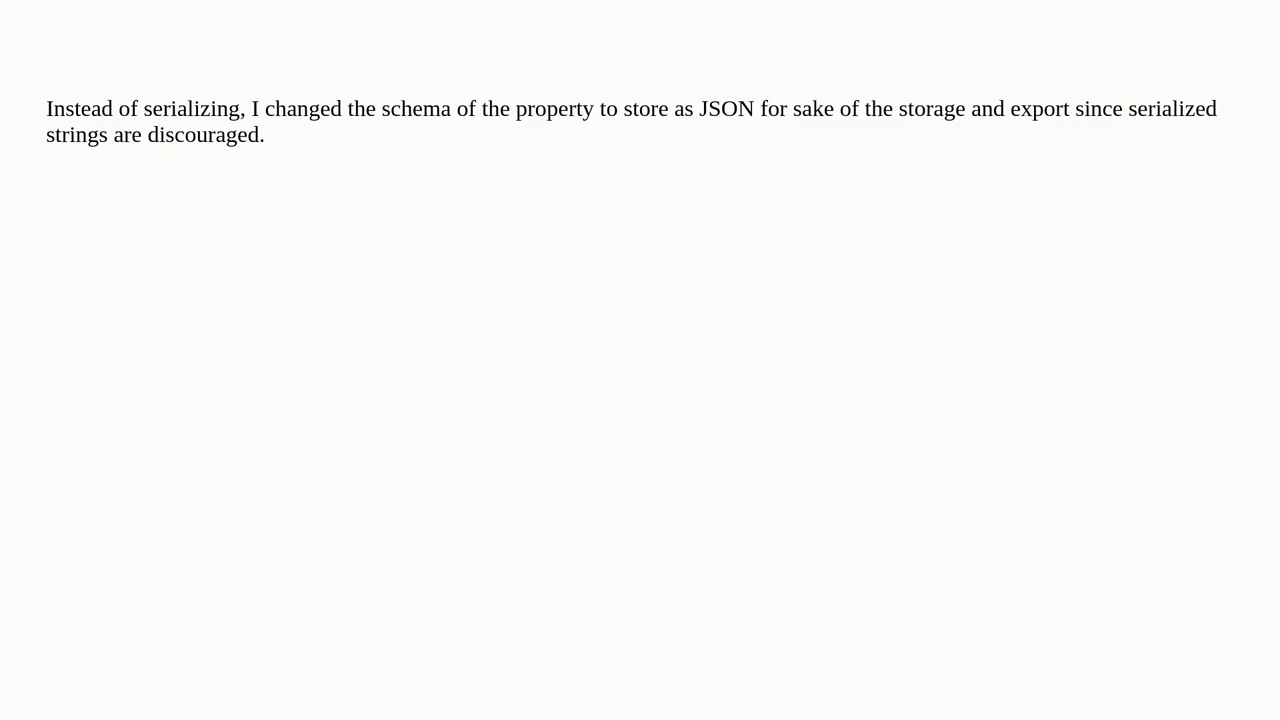 Instead of serializing, I changed the schema of the property to store as JSON for sake of the storage and export since serialized
strings are discouraged.